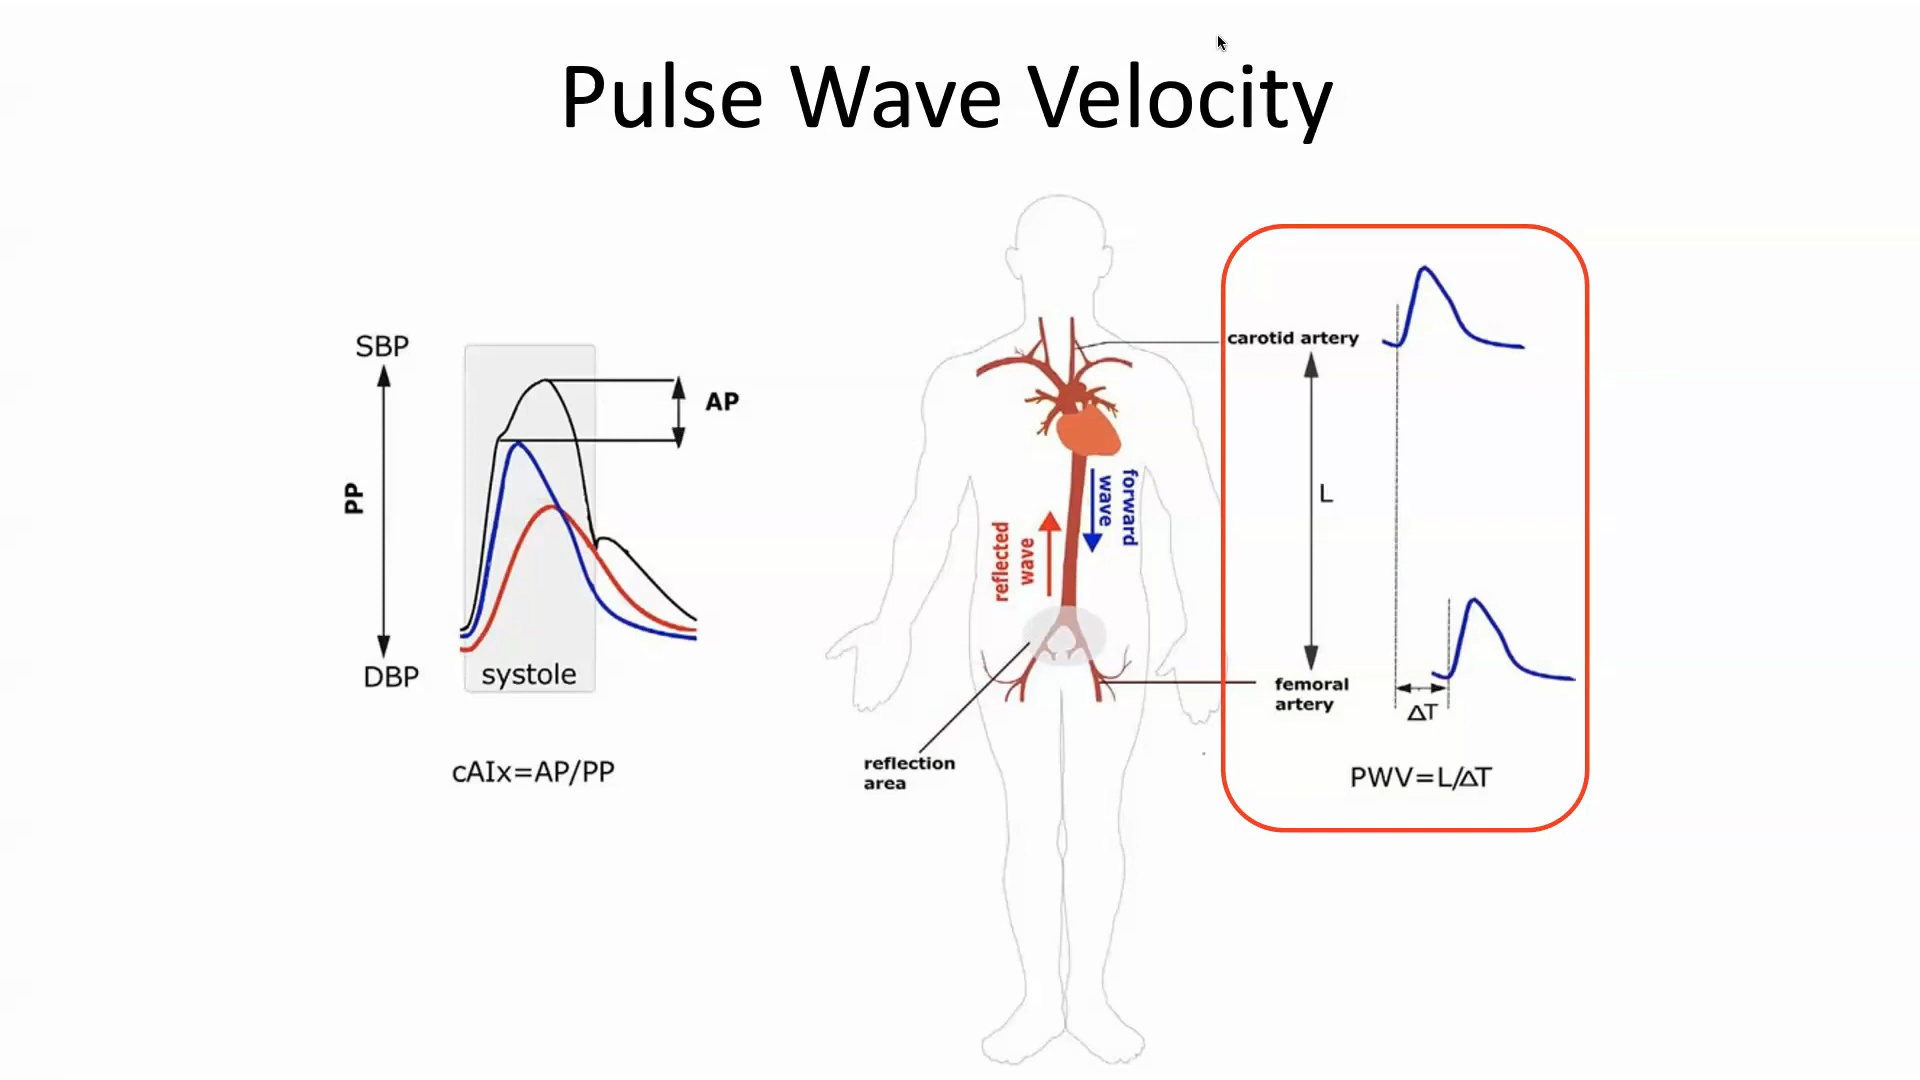 Pulse Wave Velocity
SBP
AP
PP
DBP
systole
cAIx=AP/PP
forward
wave
reflected
wave
reflection
area
carotid artery
L
femoral
artery
ΔT
PWV=L/ΔT